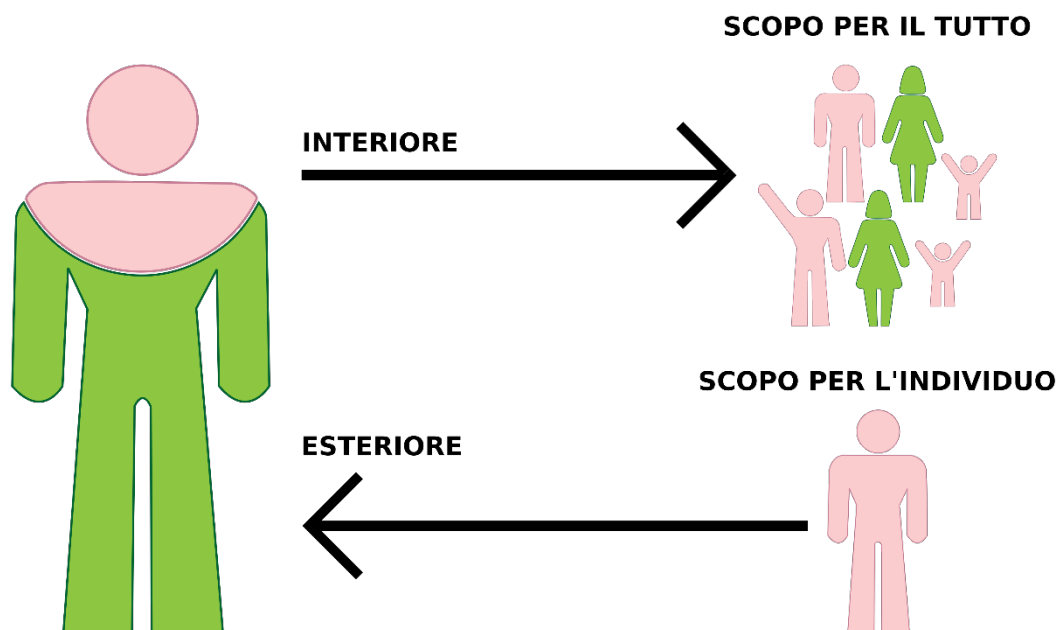 SCOPO PER IL TUTTO
INTERIORE
SCOPO PER L'INDIVIDUO
ESTERIORE